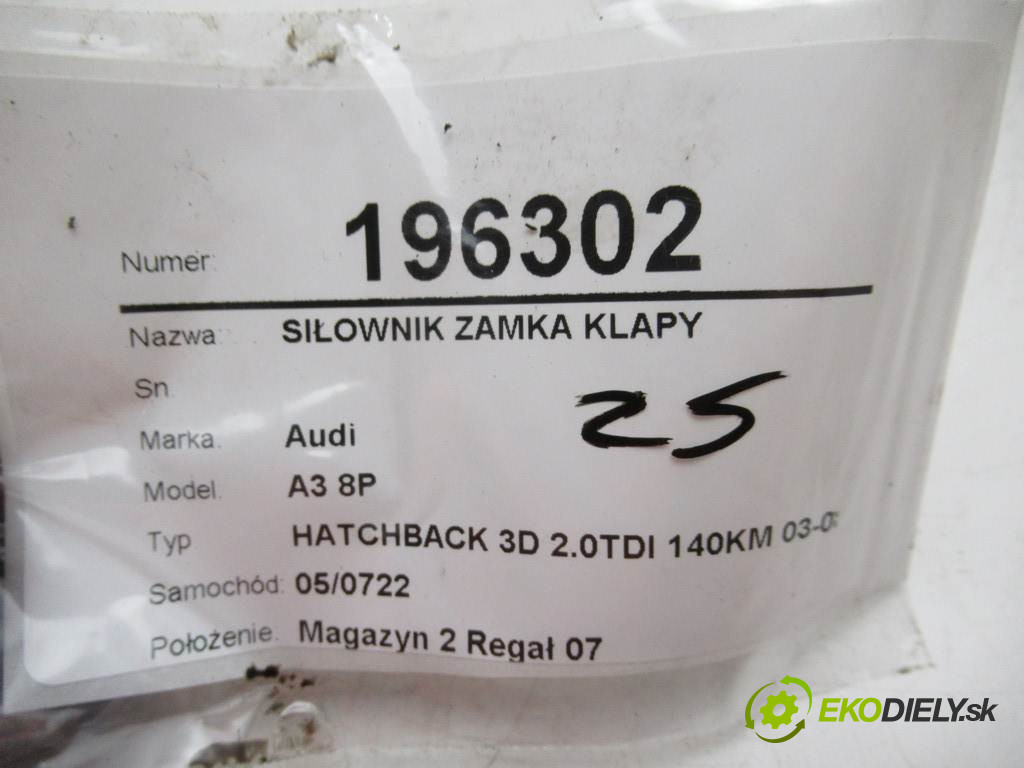 Numer: 196302
Nazwa: SIŁOWNIK ZAMKA KLAPY
Sn
25
Marka: Audi
Model. A3 8P
Typ HATCHBACK 3D 2.0TDI 140KM
Samochód: 05/0722
Położenie: Magazyn 2 Regał 07
EKODIELY.sk